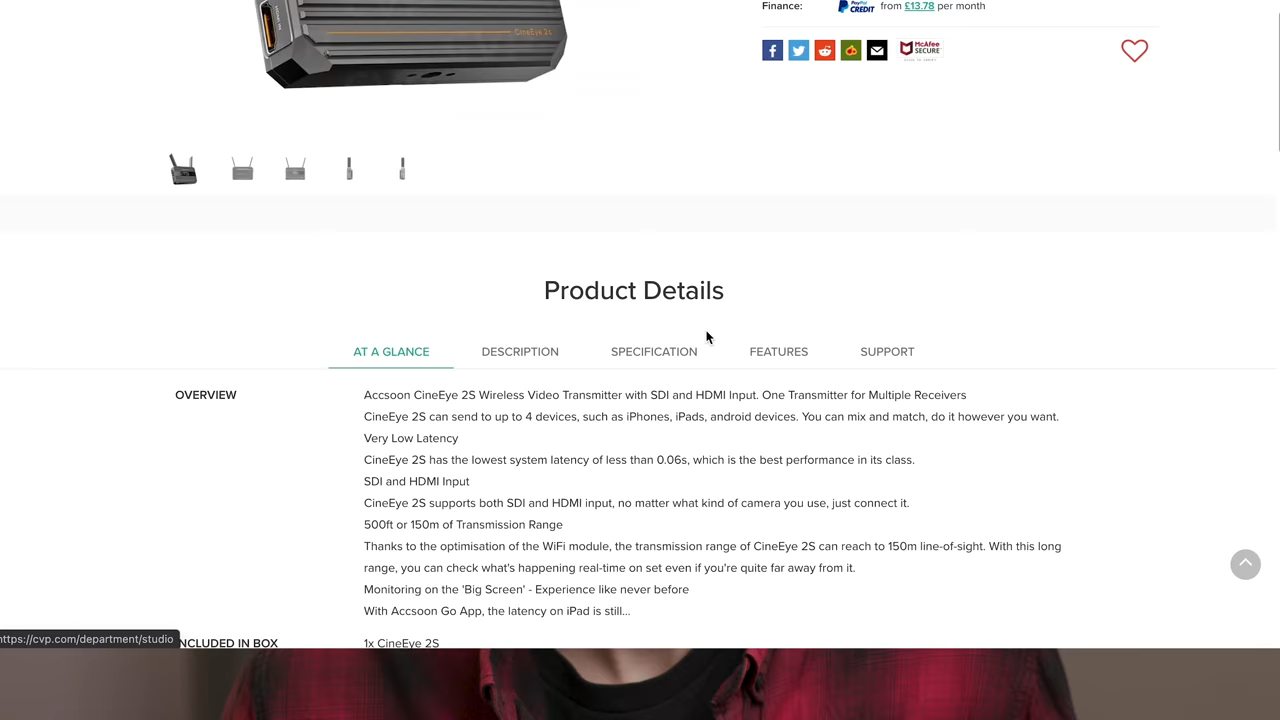 CineEye 2s
Finance: PayPal CREDIT from £13.78 per month
McAfee SECURE
Product Details
AT A GLANCE DESCRIPTION SPECIFICATION FEATURES SUPPORT
OVERVIEW
Accsoon CineEye 2S Wireless Video Transmitter with SDI and HDMI Input. One Transmitter for Multiple Receivers
CineEye 2S can send to up to 4 devices, such as iPhones, iPads, android devices. You can mix and match, do it however you want.
Very Low Latency
CineEye 2S has the lowest system latency of less than 0.06s, which is the best performance in its class.
SDI and HDMI Input
CineEye 2S supports both SDI and HDMI input, no matter what kind of camera you use, just connect it.
500ft or 150m of Transmission Range
Thanks to the optimisation of the WiFi module, the transmission range of CineEye 2S can reach to 150m line-of-sight. With this long
range, you can check what's happening real-time on set even if you're quite far away from it.
Monitoring on the 'Big Screen' - Experience like never before
With Accsoon Go App, the latency on iPad is still...
https://cvp.com/department/studio
NCLUDED IN BOX
1x CineEye 2S